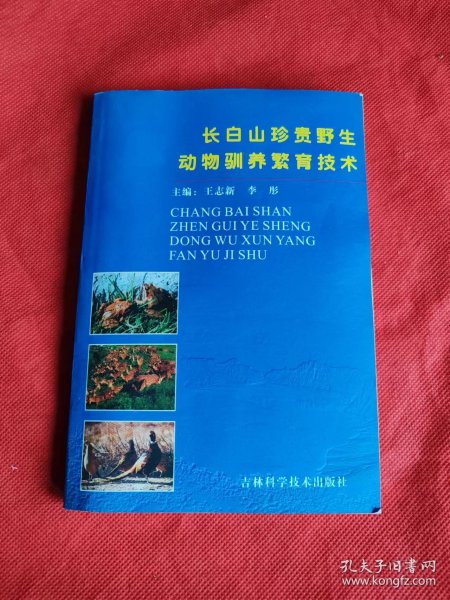 长白山珍贵野生
动物驯养繁育技术
主编：王志新 李彤
CHANG BAI SHAN
ZHEN GUI YE SHENG
DONG WU XUN YANG
FAN YU JI SHU
吉林科学技术出版社
孔夫子旧书网
www.kongfz.com